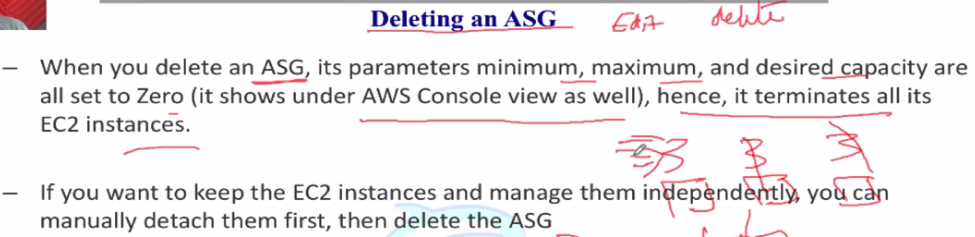 Deleting an ASG Edit delete
– When you delete an ASG, its parameters minimum, maximum, and desired capacity are
all set to Zero (it shows under AWS Console view as well), hence, it terminates all its
EC2 instances.
3 3 3
– If you want to keep the EC2 instances and manage them independently, you can
manually detach them first, then delete the ASG